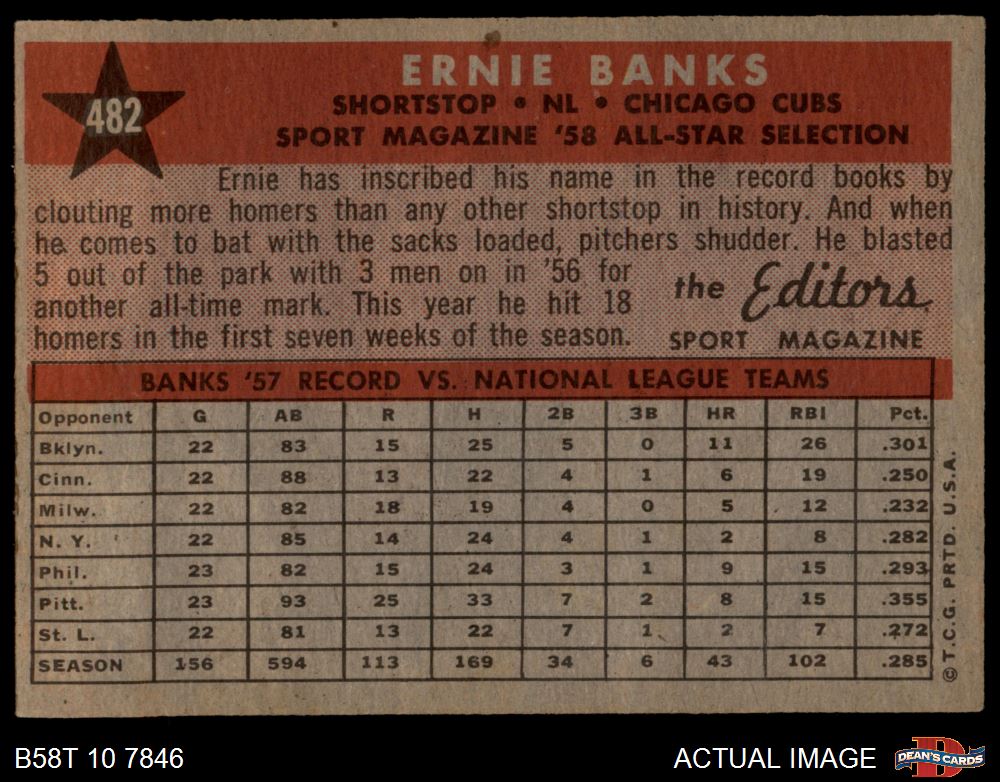 482
ERNIE BANKS
SHORTSTOP • NL • CHICAGO CUBS
SPORT MAGAZINE '58 ALL-STAR SELECTION
Ernie has inscribed his name in the record books by
clouting more homers than any other shortstop in history. And when
he comes to bat with the sacks loaded, pitchers shudder. He blasted
5 out of the park with 3 men on in '56 for
another all-time mark. This year he hit 18
homers in the first seven weeks of the season.
the Editors
SPORT MAGAZINE
BANKS '57 RECORD VS. NATIONAL LEAGUE TEAMS
Opponent G AB R H 2B 3B HR RBI Pct.
Bklyn. 22 83 15 25 5 0 11 26 .301
Cinn. 22 88 13 22 4 1 6 19 .250
Milw. 22 82 18 19 4 0 5 12 .232
N. Y. 22 85 14 24 4 1 2 8 .282
Phil. 23 82 15 24 3 1 9 15 .293
Pitt. 23 93 25 33 7 2 8 15 .355
St. L. 22 81 13 22 7 1 2 7 .272
SEASON 156 594 113 169 34 6 43 102 .285
© T.C.G. PRTD. U.S.A.
B58T 10 7846
ACTUAL IMAGE
D
DEAN'S CARDS